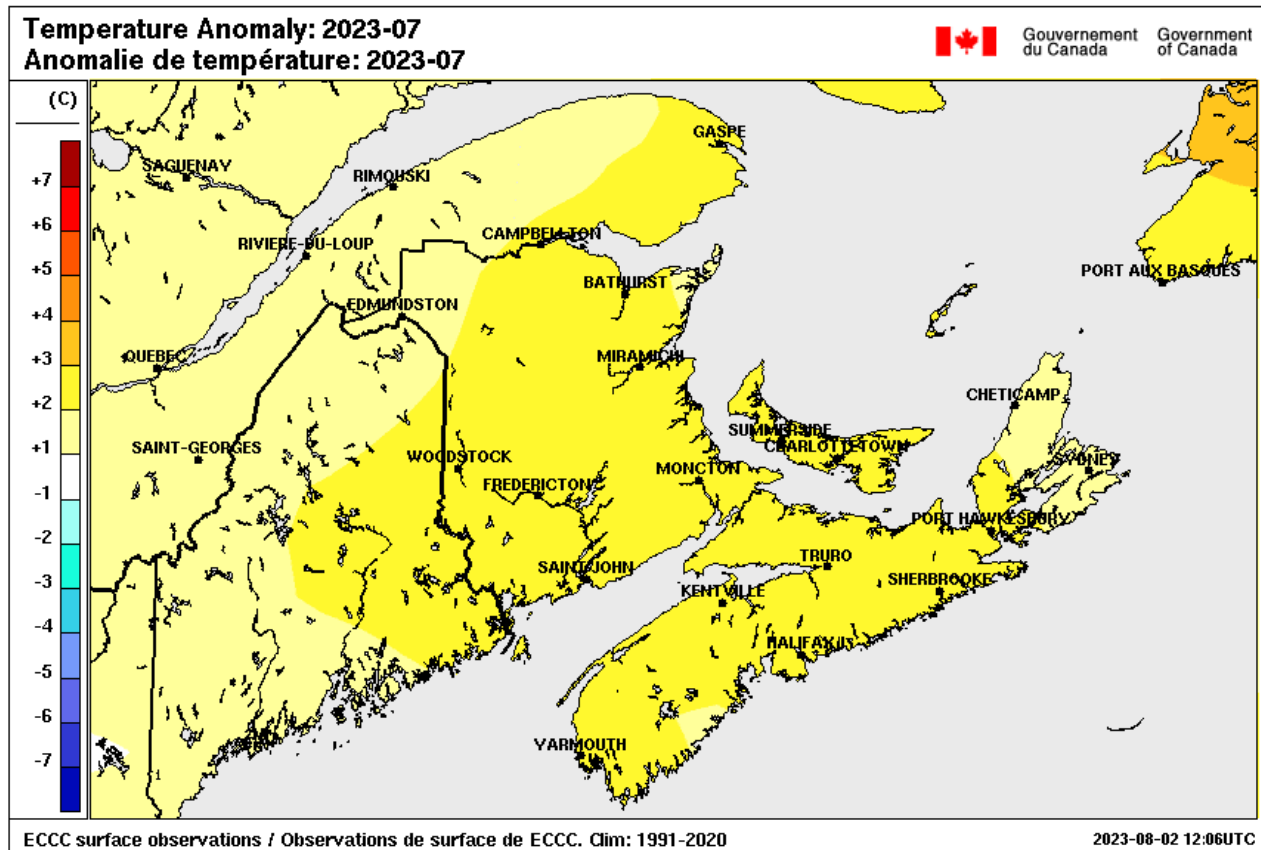 Temperature Anomaly: 2023-07
Anomalie de température: 2023-07
Gouvernement du Canada
Government of Canada
(C)
+7
+6
+5
+4
+3
+2
+1
-1
-2
-3
-4
-5
-6
-7
GASPE
SAGUENAY
RIMOUSKI
CAMPBELLTON
RIVIERE-DU-LOUP
PORT AUX BASQUES
BATHURST
EDMUNDSTON
QUEBEC
MIRAMICHI
CHETICAMP
SUMMERSIDE
CHARLOTTETOWN
SAINT-GEORGES
WOODSTOCK
MONCTON
SYDNEY
FREDERICTON
PORT HAWKESBURY
TRURO
SAINT JOHN
SHERBROOKE
KENTVILLE
HALIFAX Is
YARMOUTH
ECCC surface observations / Observations de surface de ECCC. Clim: 1991-2020
2023-08-02 12:06UTC